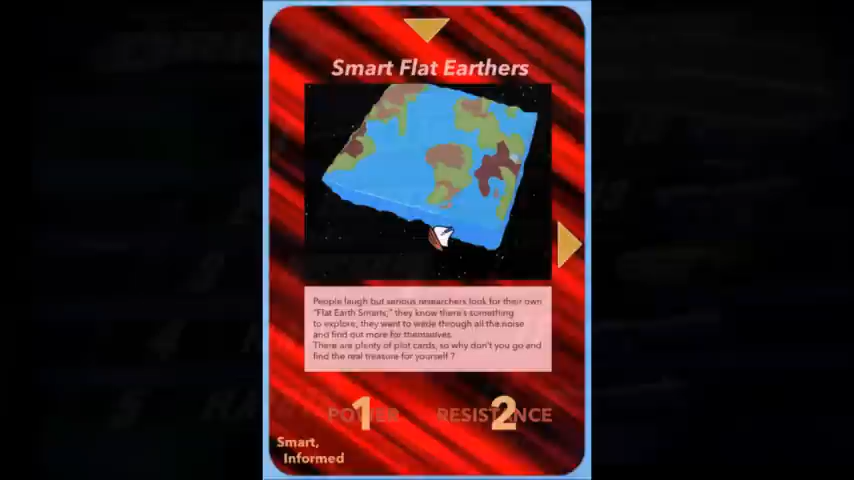 Smart Flat Earthers
People laugh but serious researchers look for their own
"Flat Earth Smarts;" they know there's something
to explore, they want to wade through all the noise
and find out more for themselves.
There are plenty of plot cards, so why don't you go and
find the real treasure for yourself ?
POWER 1 RESISTANCE 2
Smart,
Informed